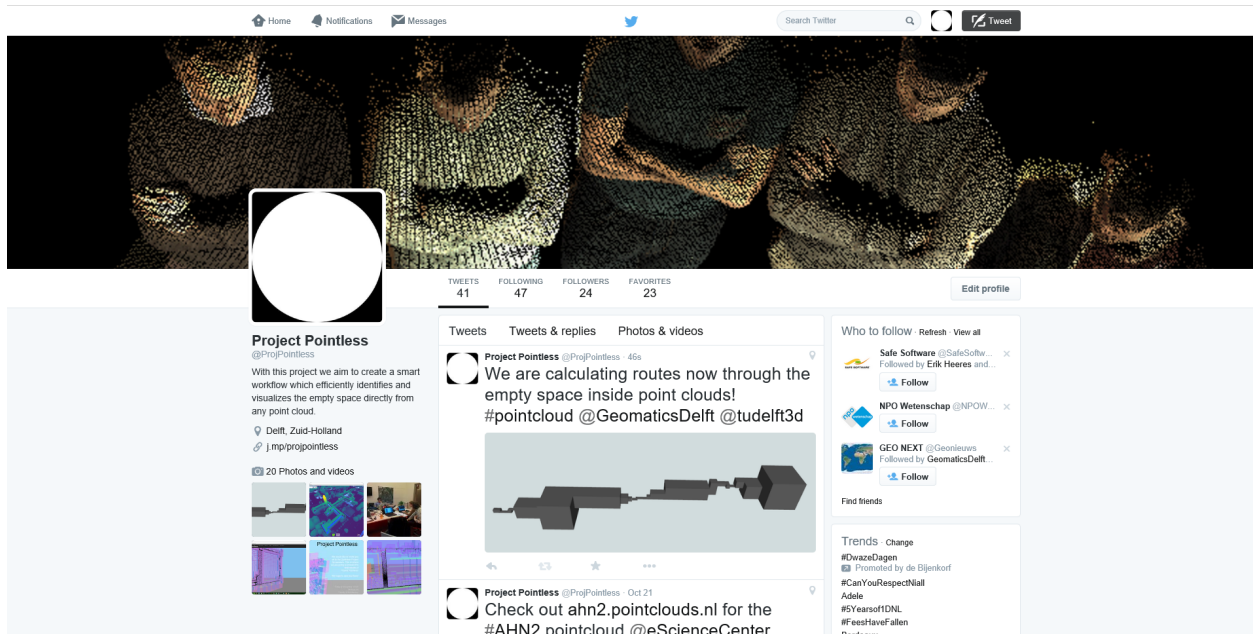 Home Notifications Messages Search Twitter Tweet
TWEETS FOLLOWING FOLLOWERS FAVORITES
41 47 24 23
Edit profile
Project Pointless
@ProjPointless
With this project we aim to create a smart
workflow which efficiently identifies and
visualizes the empty space directly from
any point cloud.
Delft, Zuid-Holland
j.mp/projpointless
20 Photos and videos
Project Pointless
Tweets Tweets & replies Photos & videos
Project Pointless @ProjPointless · 46s
We are calculating routes now through the
empty space inside point clouds!
#pointcloud @GeomaticsDelft @tudelft3d
Project Pointless @ProjPointless · Oct 21
Check out ahn2.pointclouds.nl for the
#AHN2 pointcloud @eScienceCenter
Who to follow · Refresh · View all
Safe Software @SafeSoftw...
Followed by Erik Heeres and...
Follow
NPO Wetenschap @NPOW...
Follow
GEO NEXT @Geonieuws
Followed by GeomaticsDelft...
Follow
Find friends
Trends · Change
#DwazeDagen
Promoted by de Bijenkorf
#CanYouRespectNiall
Adele
#5Yearsof1DNL
#FeesHaveFallen